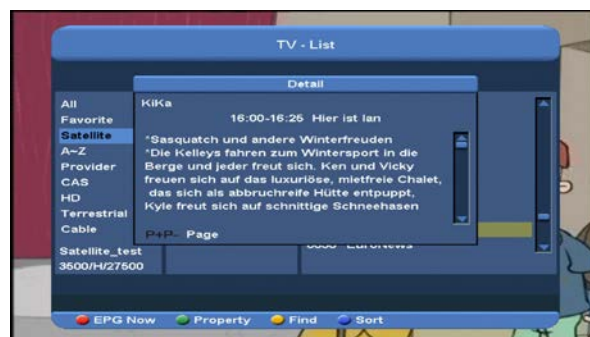 TV - List
Detail
KiKa
16:00-16:25 Hier ist Ian
*Sasquatch und andere Winterfreuden
*Die Kelleys fahren zum Wintersport in die
Berge und jeder freut sich. Ken und Vicky
freuen sich auf das luxuriöse, mietfreie Chalet,
das sich als abbruchreife Hütte entpuppt,
Kyle freut sich auf schnittige Schneehasen
P+P- Page
All
Favorite
Satellite
A~Z
Provider
CAS
HD
Terrestrial
Cable
Satellite_test
3500/H/27500
EuroNews
EPG Now
Property
Find
Sort